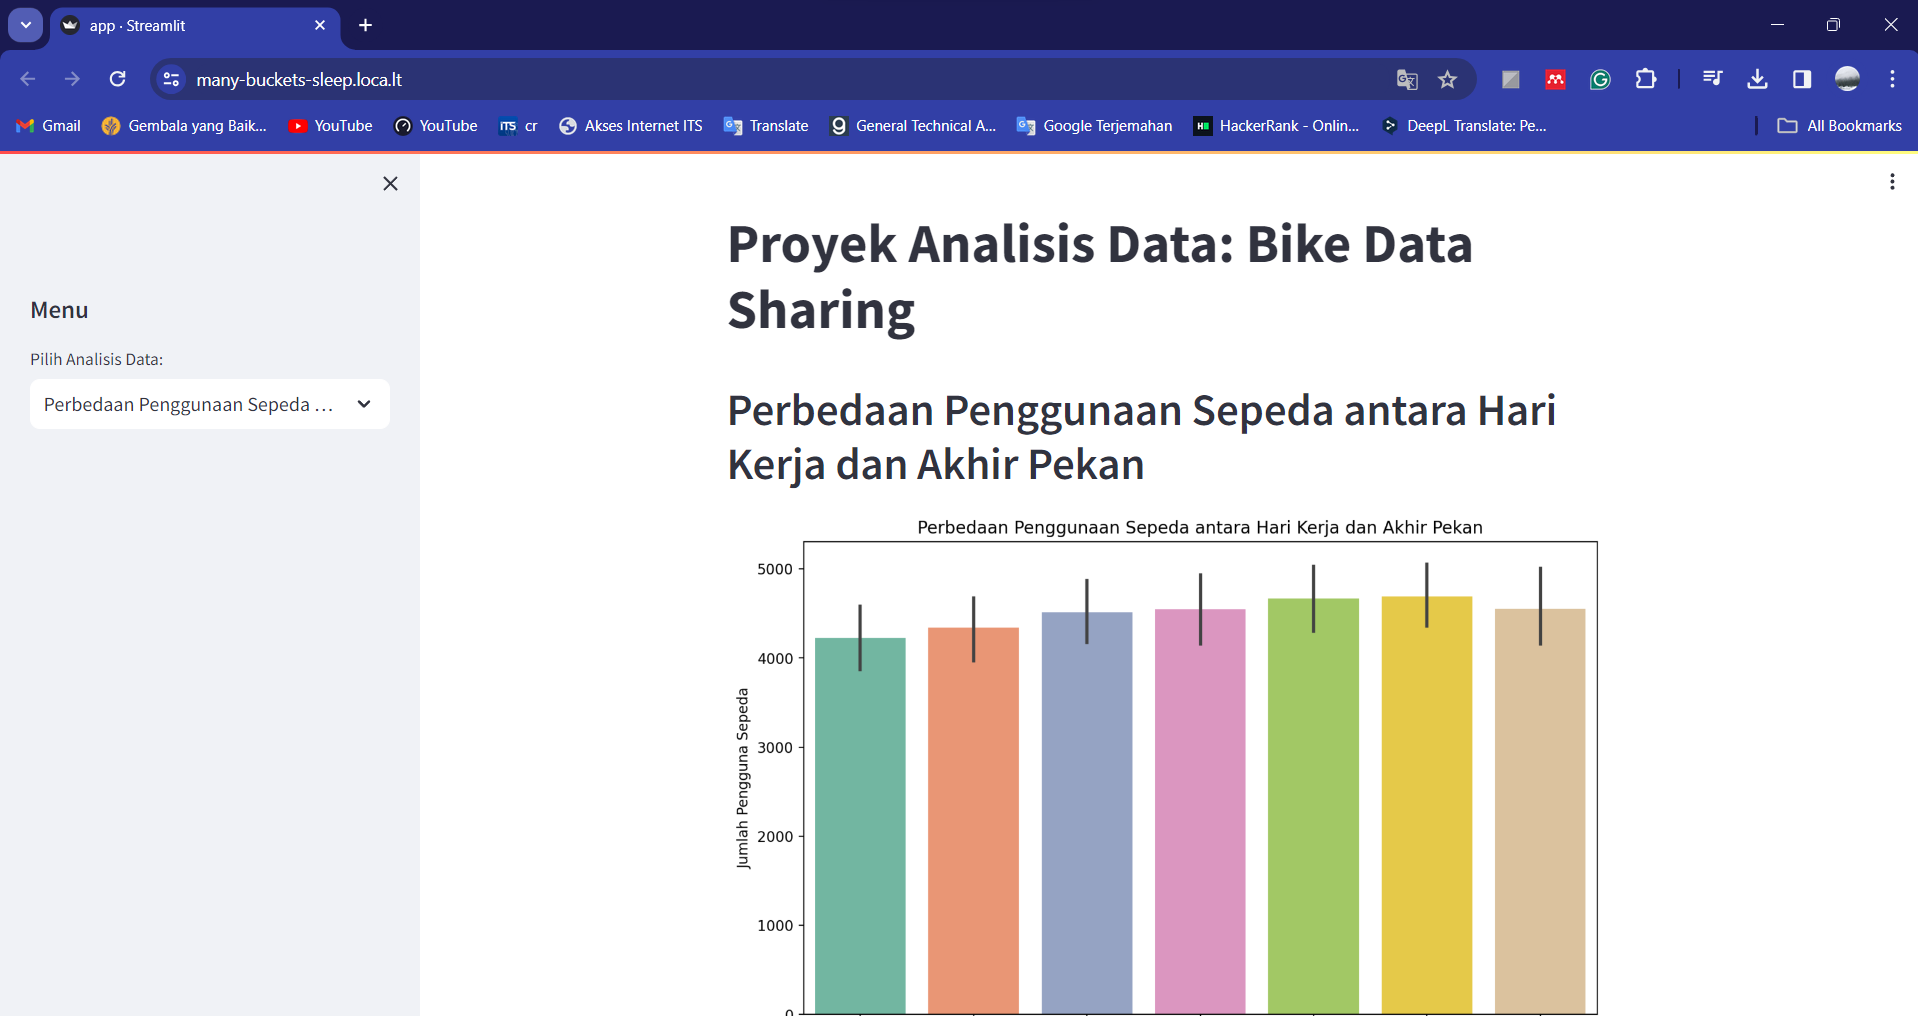 app · Streamlit
many-buckets-sleep.loca.lt
Gmail
Gembala yang Baik...
YouTube
YouTube
ITS cr
Akses Internet ITS
Translate
General Technical A...
Google Terjemahan
HackerRank - Onlin...
DeepL Translate: Pe...
All Bookmarks
Menu
Pilih Analisis Data:
Perbedaan Penggunaan Sepeda ...
Proyek Analisis Data: Bike Data
Sharing
Perbedaan Penggunaan Sepeda antara Hari
Kerja dan Akhir Pekan
Perbedaan Penggunaan Sepeda antara Hari Kerja dan Akhir Pekan
Jumlah Pengguna Sepeda
5000
4000
3000
2000
1000
0